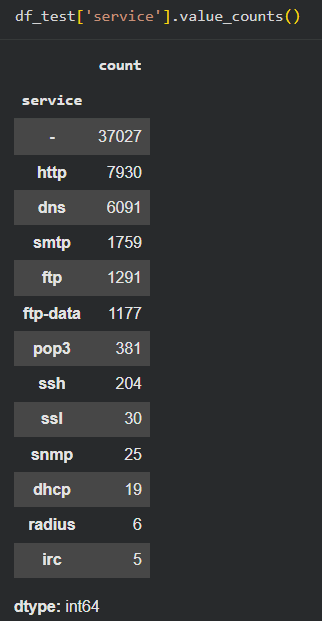 df_test['service'].value_counts()
count
service
- 37027
http 7930
dns 6091
smtp 1759
ftp 1291
ftp-data 1177
pop3 381
ssh 204
ssl 30
snmp 25
dhcp 19
radius 6
irc 5
dtype: int64